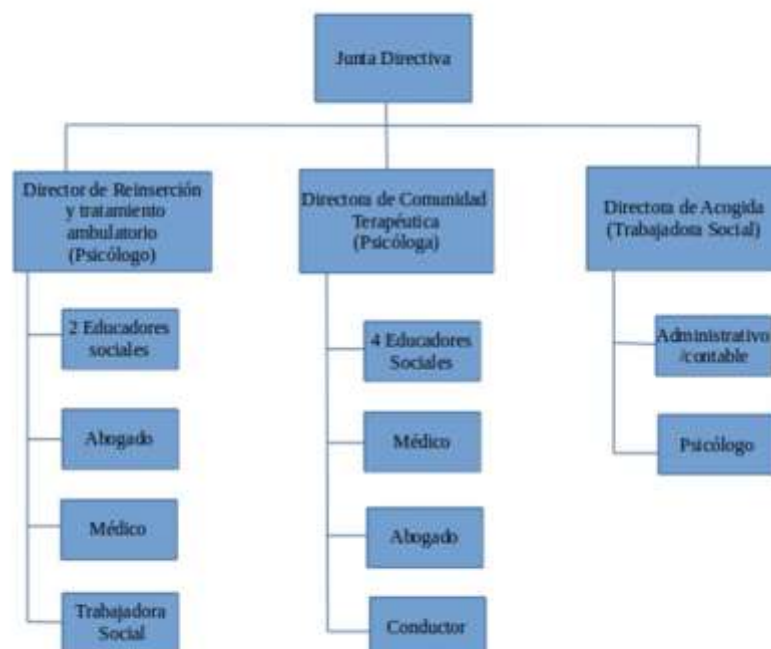 Junta Directiva
Director de Reinserción
y tratamiento
ambulatorio
(Psicólogo)
2 Educadores
sociales
Abogado
Médico
Trabajadora
Social
Directora de Comunidad
Terapéutica
(Psicóloga)
4 Educadores
Sociales
Médico
Abogado
Conductor
Directora de Acogida
(Trabajadora Social)
Administrativo
/contable
Psicólogo